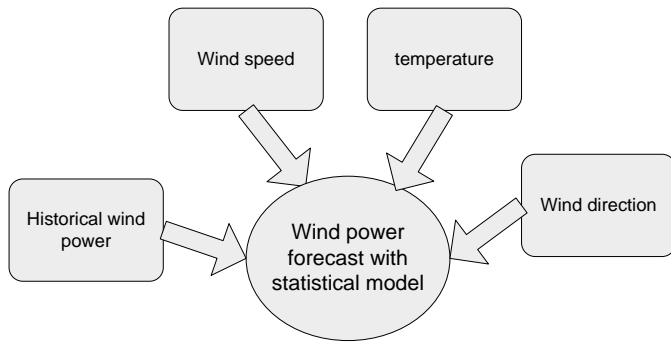 Wind speed
temperature
Historical wind
power
Wind direction
Wind power
forecast with
statistical model